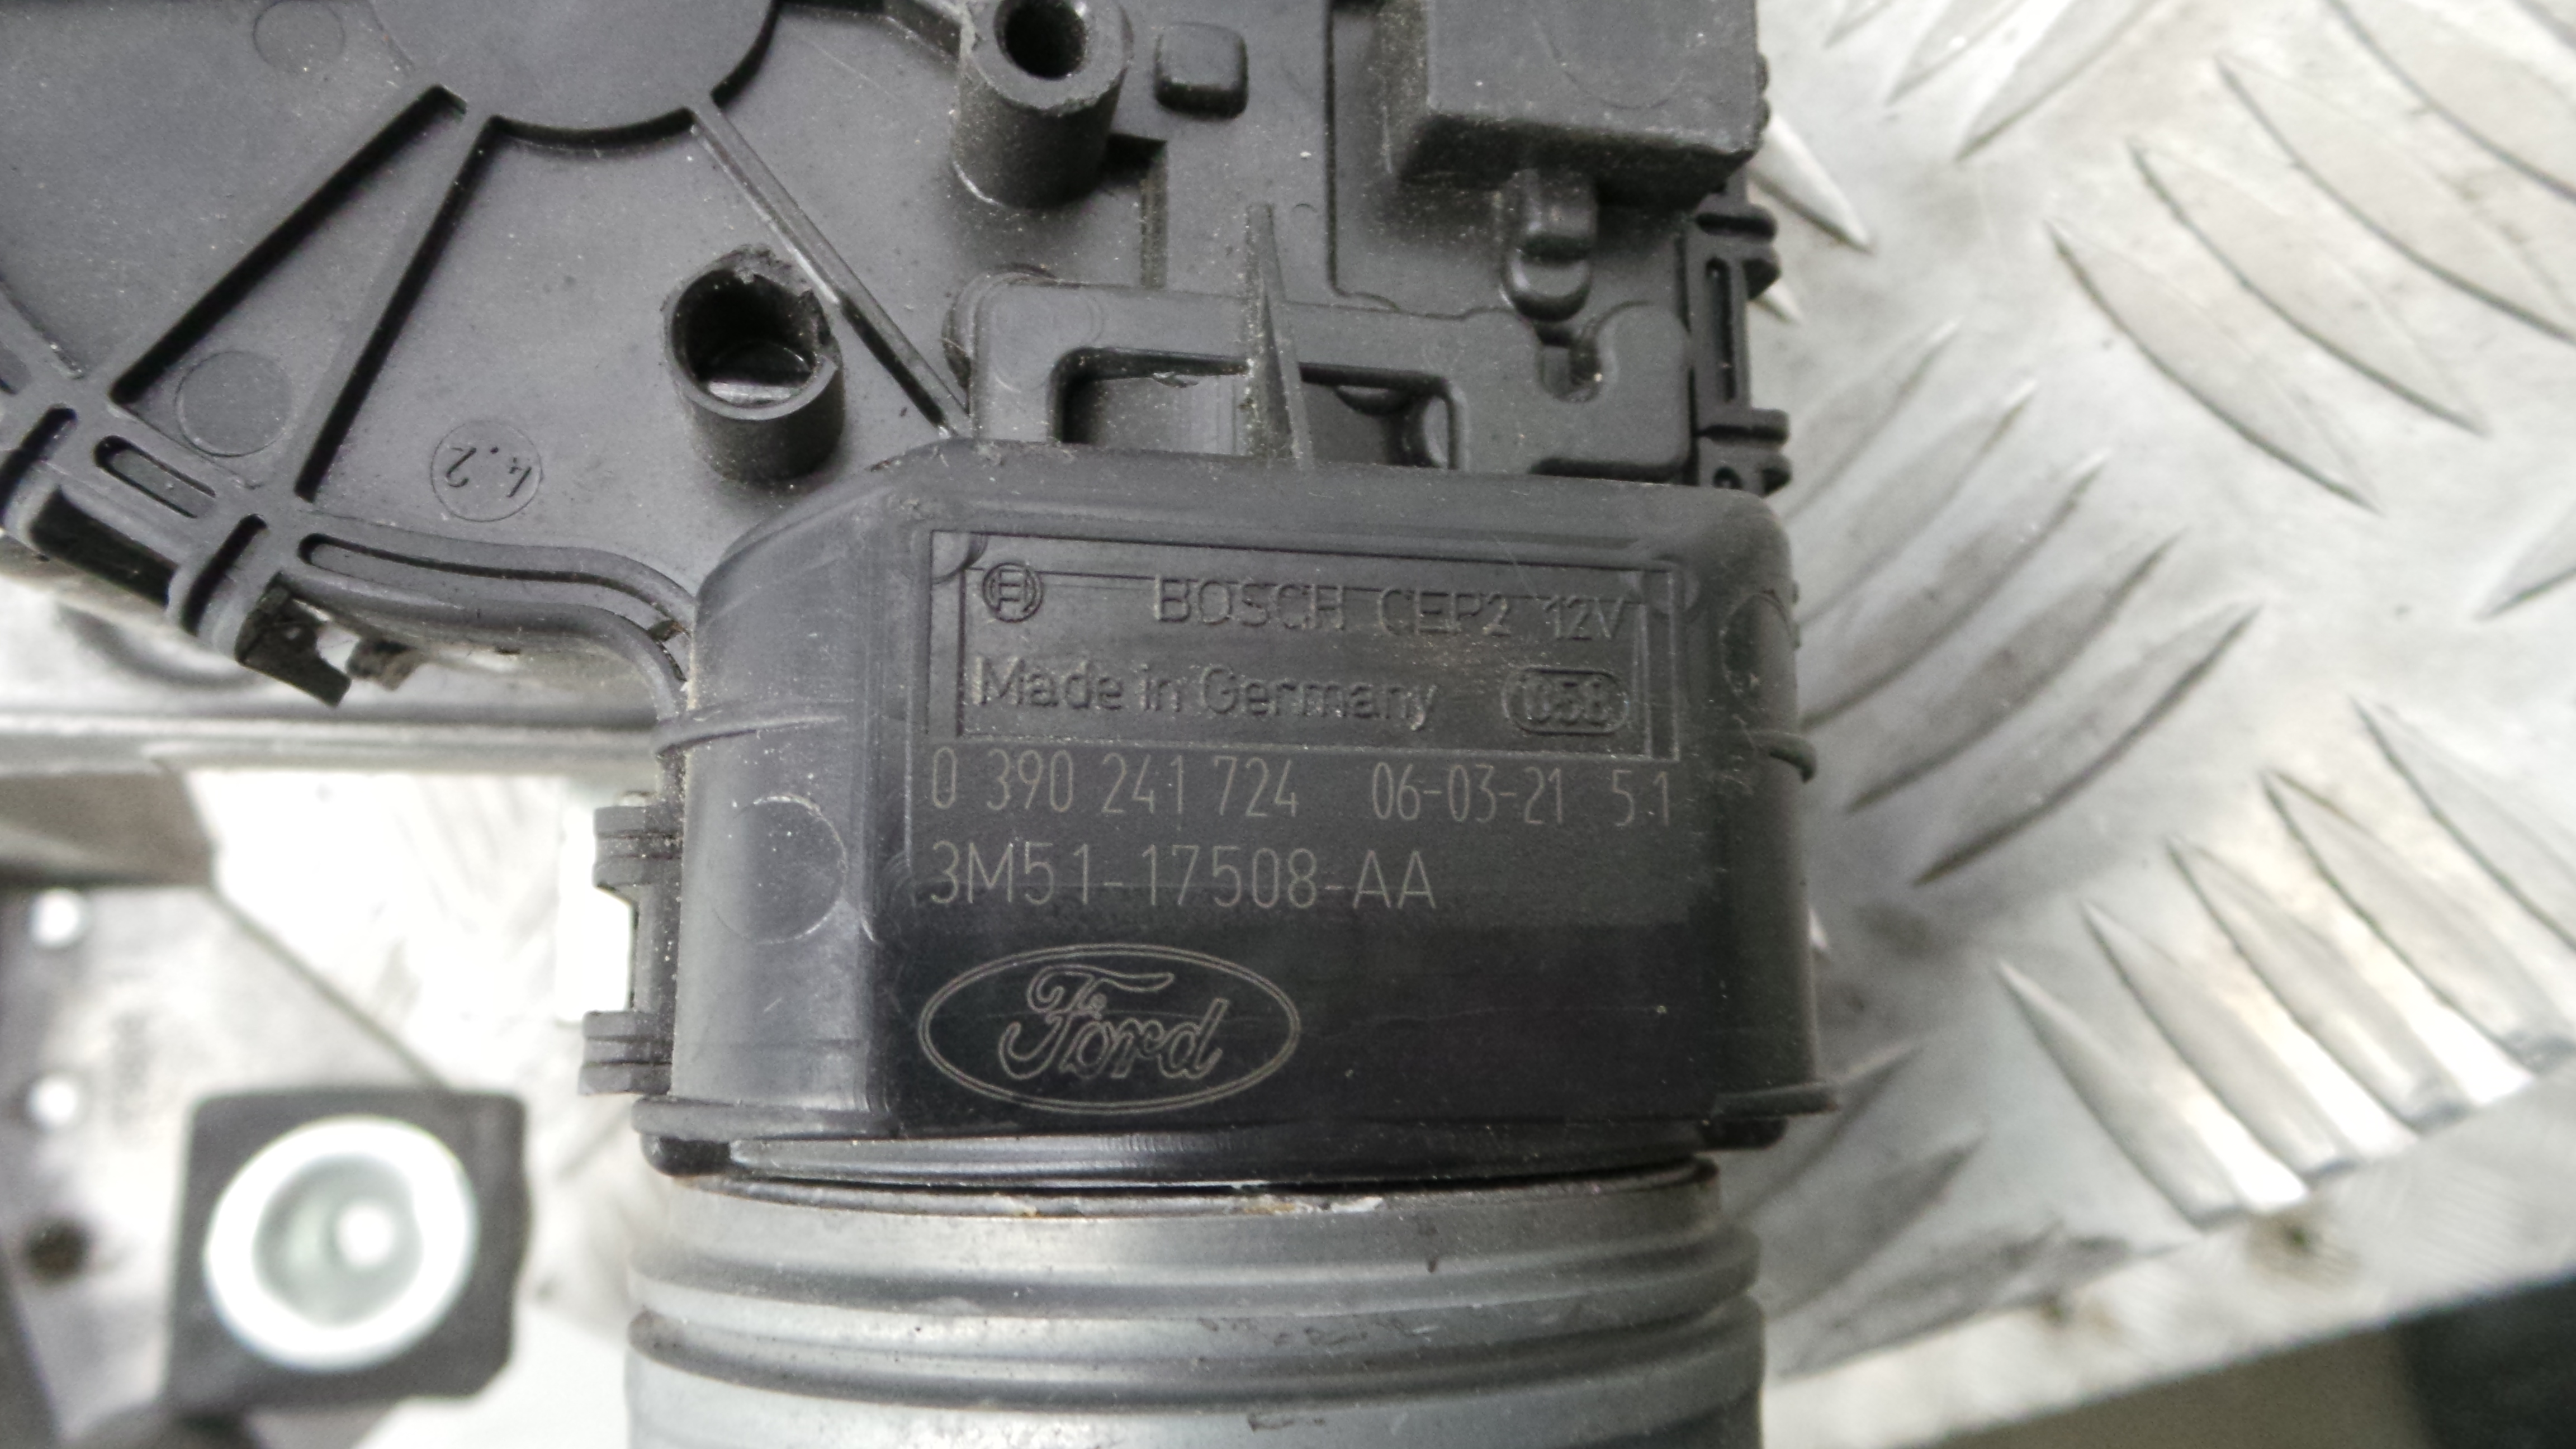 4.2
BOSCH CEP2 12V
Made in Germany
0 390 241 724 06-03-21 51
3M51-17508-AA
Ford